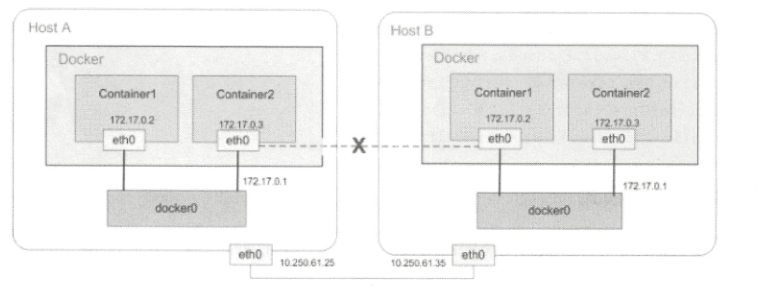 Host A
Docker
Container1
172.17.0.2
eth0
Container2
172.17.0.3
eth0
172.17.0.1
docker0
eth0
10.250.61.25
X
Host B
Docker
Container1
172.17.0.2
eth0
Container2
172.17.0.3
eth0
172.17.0.1
docker0
10.250.61.35
eth0